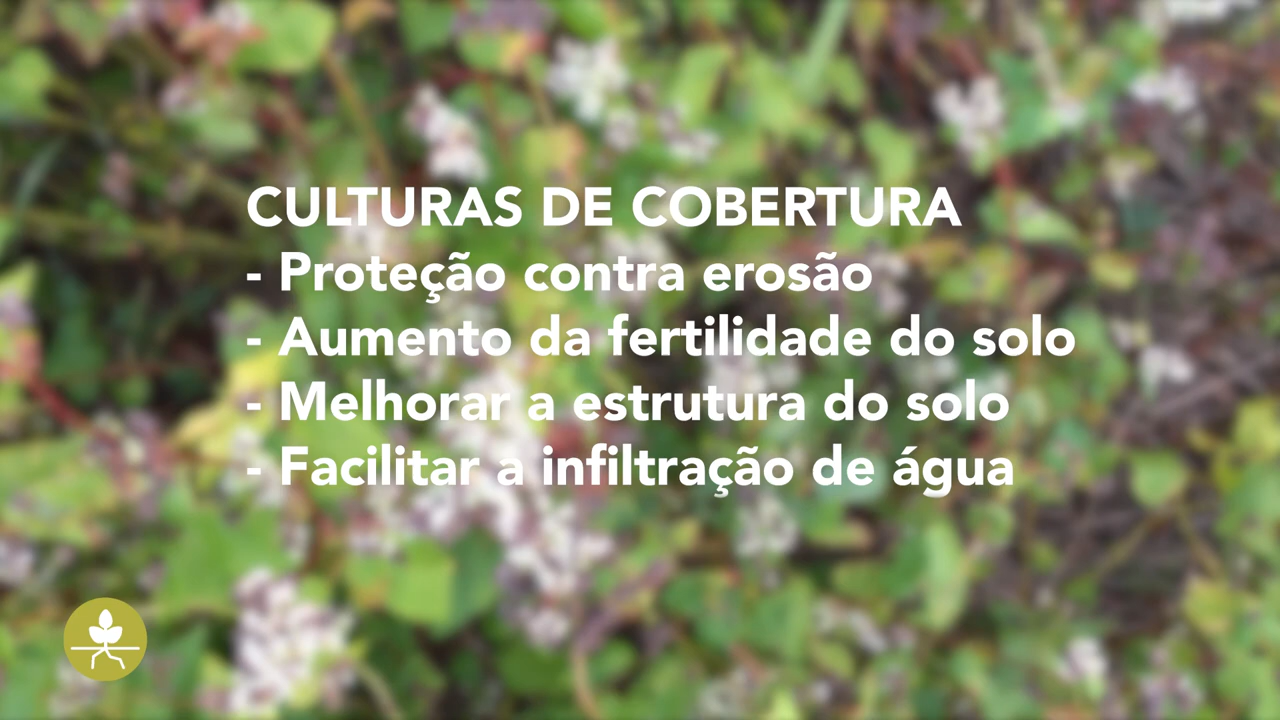 CULTURAS DE COBERTURA
- Proteção contra erosão
- Aumento da fertilidade do solo
- Melhorar a estrutura do solo
- Facilitar a infiltração de água